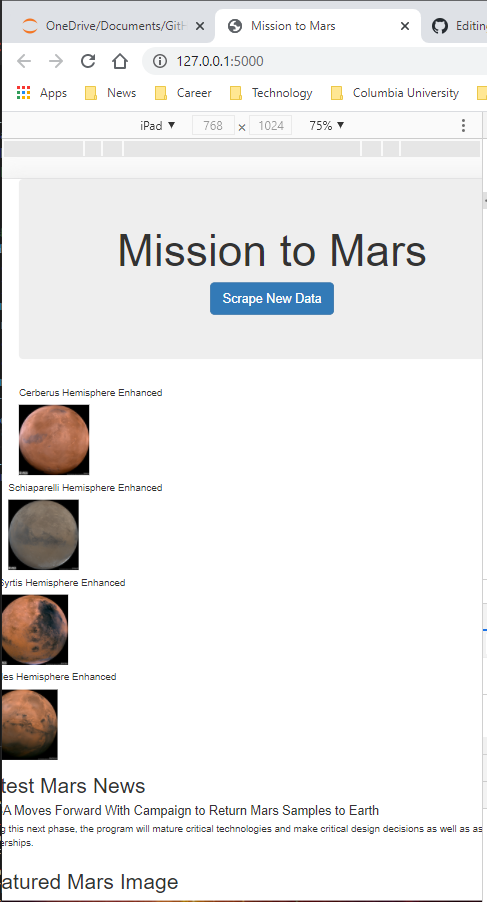 OneDrive/Documents/GitH
Mission to Mars
Editin
127.0.0.1:5000
Apps News Career Technology Columbia University
iPad 768 × 1024 75%
Mission to Mars
Scrape New Data
Cerberus Hemisphere Enhanced
Schiaparelli Hemisphere Enhanced
Syrtis Hemisphere Enhanced
les Hemisphere Enhanced
test Mars News
A Moves Forward With Campaign to Return Mars Samples to Earth
g this next phase, the program will mature critical technologies and make critical design decisions as well as as
nerships.
atured Mars Image